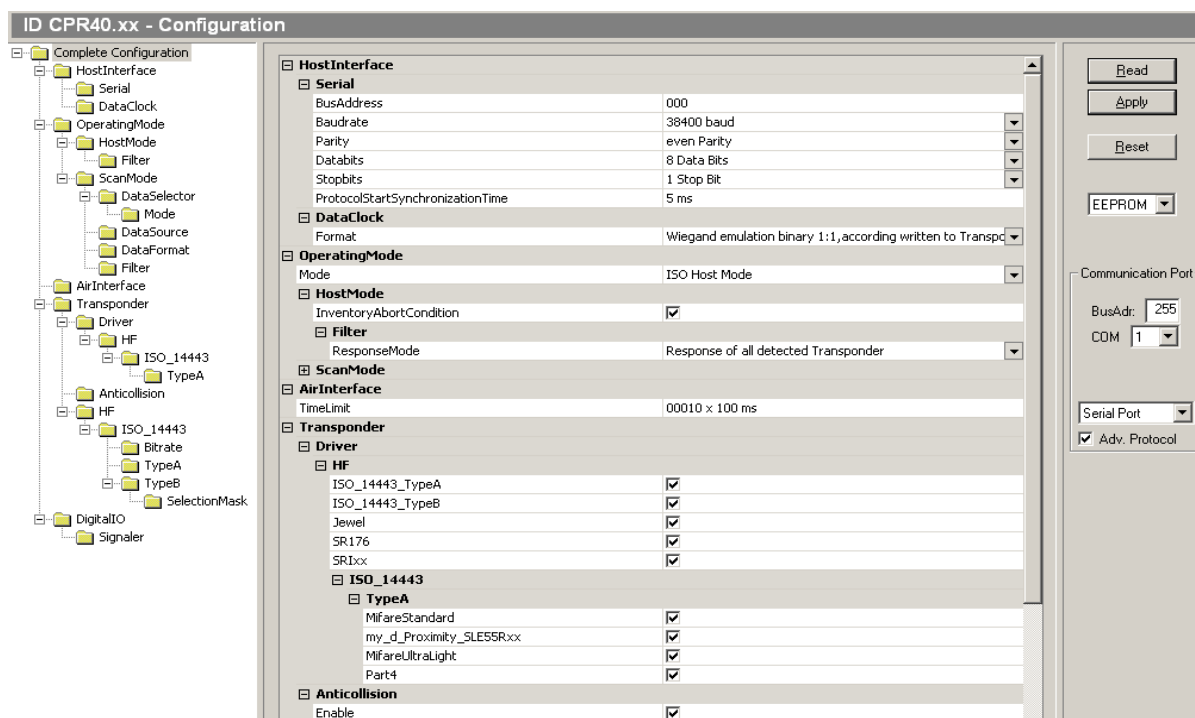 ID CPR40.xx - Configuration
Complete Configuration
HostInterface
Serial
DataClock
OperatingMode
HostMode
Filter
ScanMode
DataSelector
Mode
DataSource
DataFormat
Filter
AirInterface
Transponder
Driver
HF
ISO_14443
TypeA
Anticollision
HF
ISO_14443
Bitrate
TypeA
TypeB
SelectionMask
DigitalIO
Signaler
HostInterface
Serial
BusAddress 000
Baudrate 38400 baud
Parity even Parity
Databits 8 Data Bits
Stopbits 1 Stop Bit
ProtocolStartSynchronizationTime 5 ms
DataClock
Format Wiegand emulation binary 1:1,according written to Transpc
OperatingMode
Mode ISO Host Mode
HostMode
InventoryAbortCondition
Filter
ResponseMode Response of all detected Transponder
ScanMode
AirInterface
TimeLimit 00010 x 100 ms
Transponder
Driver
HF
ISO_14443_TypeA
ISO_14443_TypeB
Jewel
SR176
SRIxx
ISO_14443
TypeA
MifareStandard
my_d_Proximity_SLE55Rxx
MifareUltraLight
Part4
Anticollision
Enable
Read
Apply
Reset
EEPROM
Communication Port
BusAdr: 255
COM 1
Serial Port
Adv. Protocol